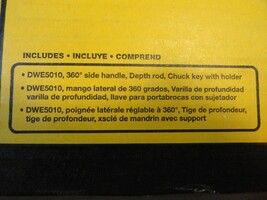 INCLUDES • INCLUYE • COMPREND
• DWE5010, 360° side handle, Depth rod, Chuck key with holder
• DWE5010, mango lateral de 360 grados, Varilla de profundidad
varilla de profundidad, llave para portabrocas con sujetador
• DWE5010, poignée latérale réglable à 360°, Tige de profondeur,
tige de profondeur, xsclé de mandrin avec support